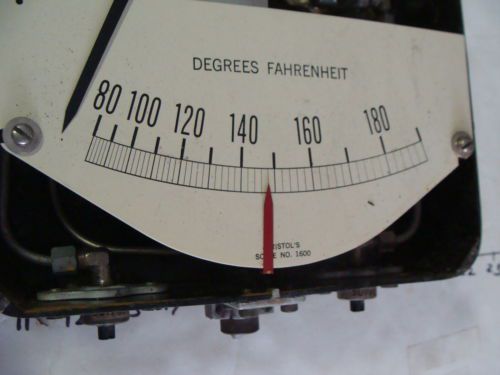 DEGREES FAHRENHEIT
80 100 120 140 160 180
SCALE NO. 1600